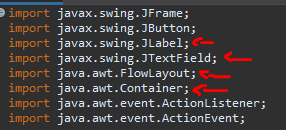 import javax.swing.JFrame;
import javax.swing.JButton;
import javax.swing.JLabel;
import javax.swing.JTextField;
import java.awt.FlowLayout;
import java.awt.Container;
import java.awt.event.ActionListener;
import java.awt.event.ActionEvent;